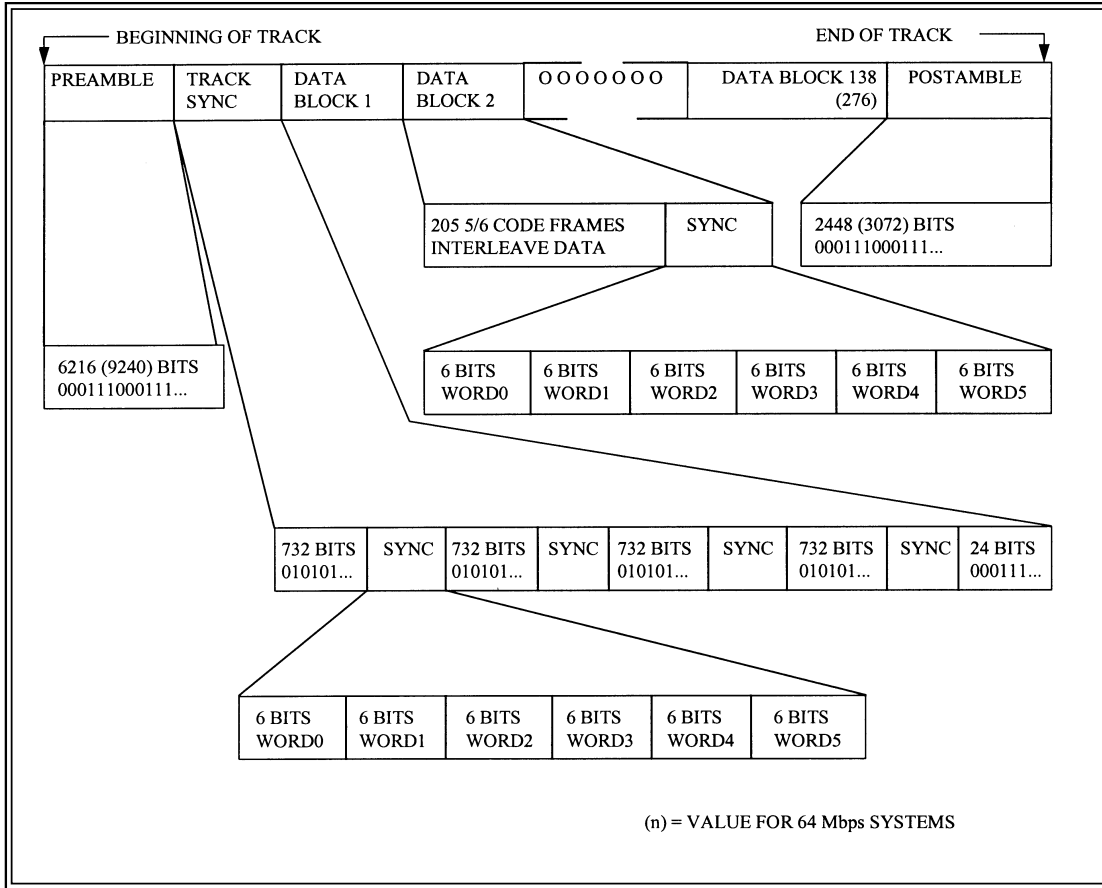 BEGINNING OF TRACK
END OF TRACK
PREAMBLE
TRACK
SYNC
DATA
BLOCK 1
DATA
BLOCK 2
O O O O O O O
DATA BLOCK 138
(276)
POSTAMBLE
205 5/6 CODE FRAMES
INTERLEAVE DATA
SYNC
2448 (3072) BITS
000111000111...
6216 (9240) BITS
000111000111...
6 BITS
WORD0
6 BITS
WORD1
6 BITS
WORD2
6 BITS
WORD3
6 BITS
WORD4
6 BITS
WORD5
732 BITS
010101...
SYNC
732 BITS
010101...
SYNC
732 BITS
010101...
SYNC
732 BITS
010101...
SYNC
24 BITS
000111...
6 BITS
WORD0
6 BITS
WORD1
6 BITS
WORD2
6 BITS
WORD3
6 BITS
WORD4
6 BITS
WORD5
(n) = VALUE FOR 64 Mbps SYSTEMS